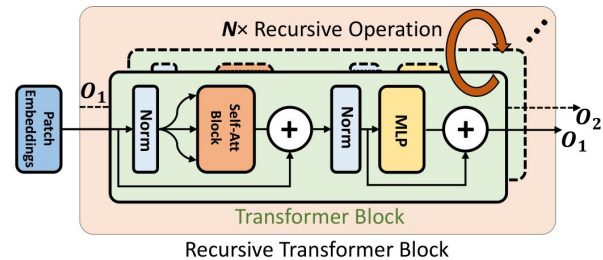 N× Recursive Operation
O1
Patch
Embeddings
Norm
Self-Att
Block
+
Norm
MLP
+
O2
O1
Transformer Block
Recursive Transformer Block